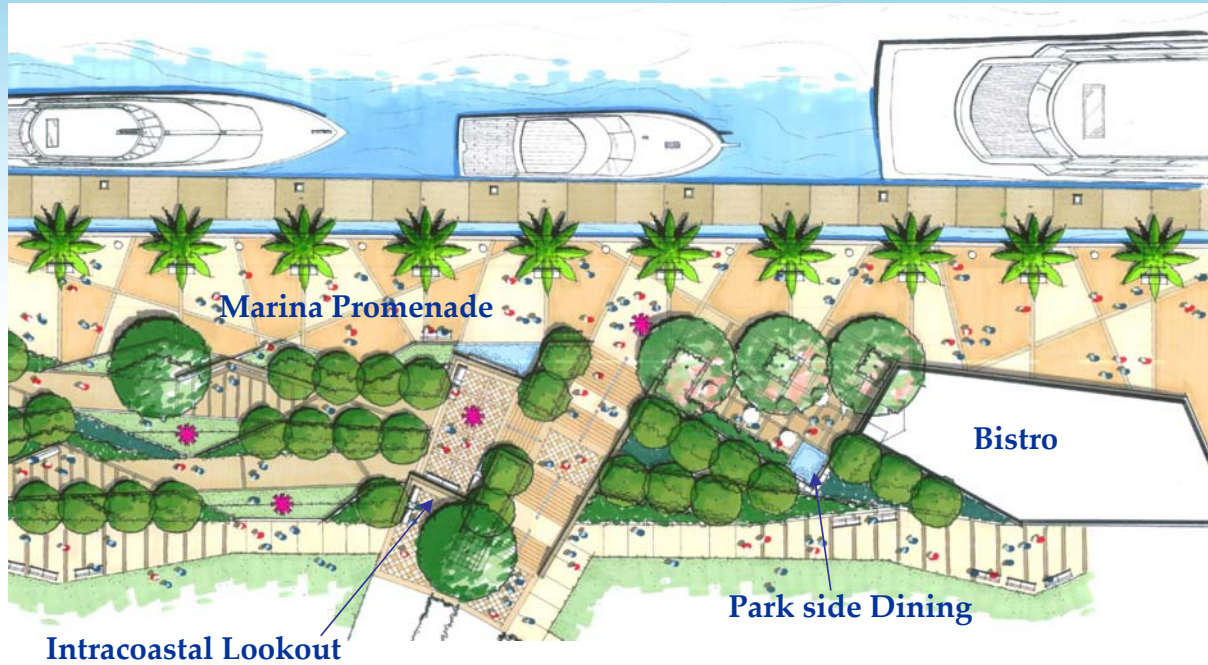 Marina Promenade
Bistro
Park side Dining
Intracoastal Lookout